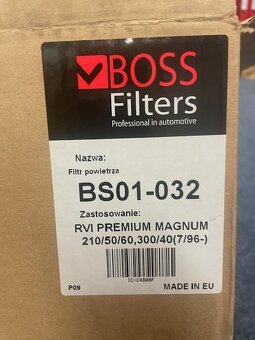 BOSS
Filters
Professional in automotive
Nazwa:
Filtr powietrza
BS01-032
Zastosowanie:
RVI PREMIUM MAGNUM
210/50/60,300/40(7/96-)
P09
MADE IN EU